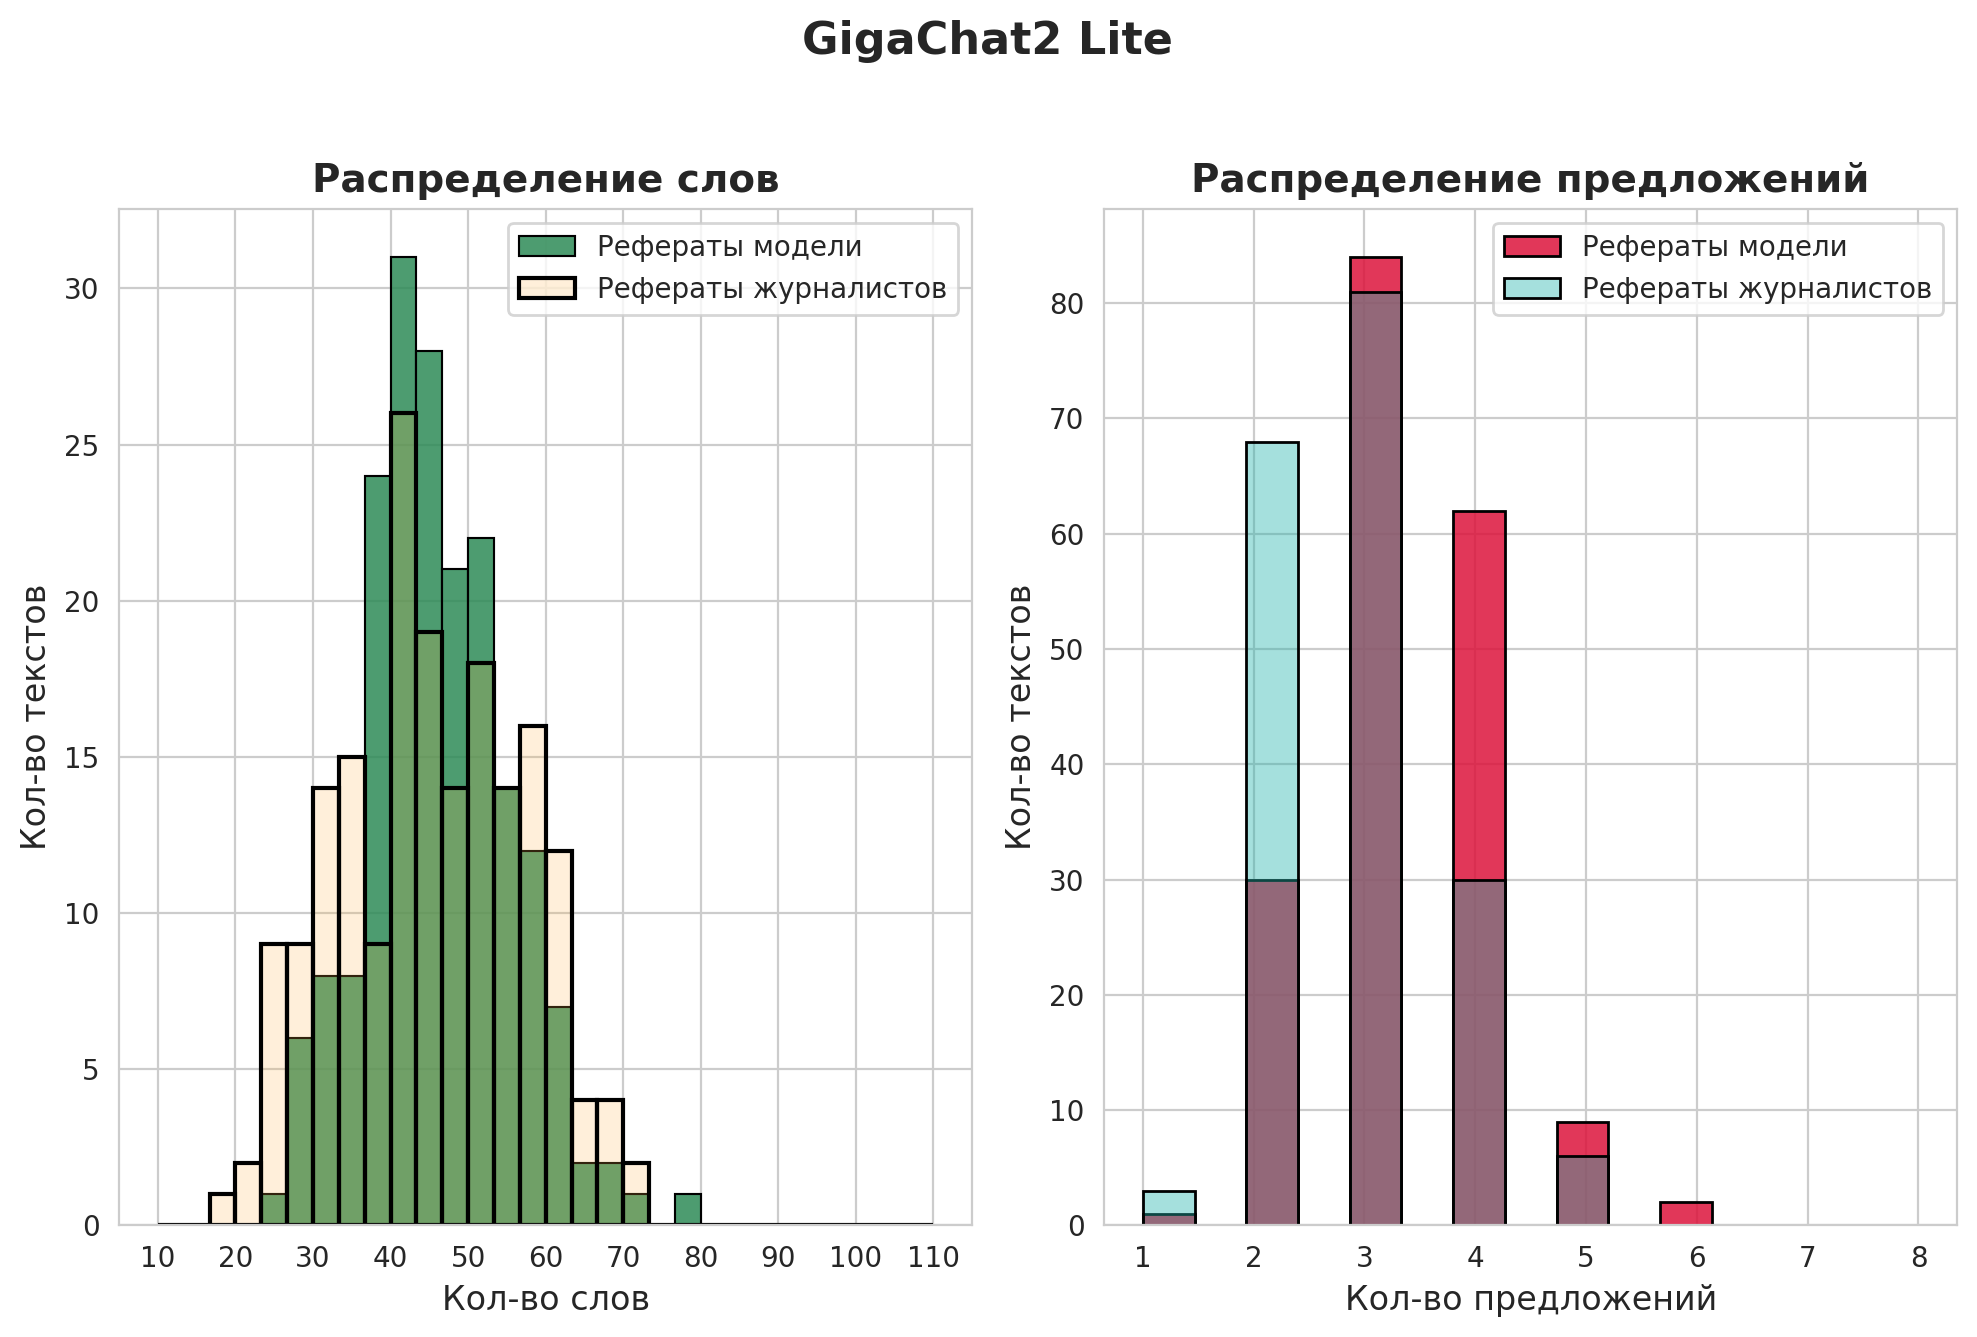 GigaChat2 Lite
Распределение слов
Рефераты модели
Рефераты журналистов
30
25
20
15
10
5
0
Кол-во текстов
10 20 30 40 50 60 70 80 90 100 110
Кол-во слов
Распределение предложений
Рефераты модели
Рефераты журналистов
80
70
60
50
40
30
20
10
0
Кол-во текстов
1 2 3 4 5 6 7 8
Кол-во предложений